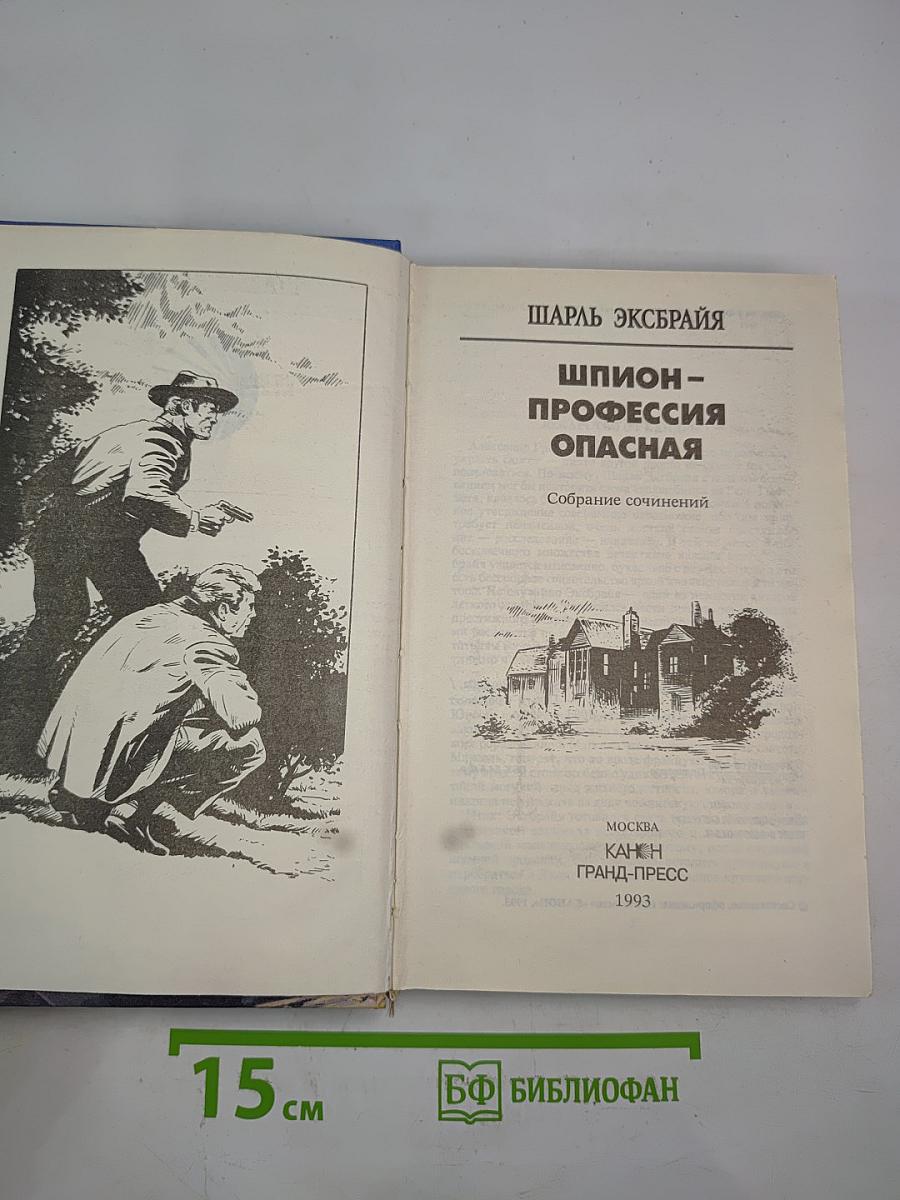 ШАРЛЬ ЭКСБРАЙЯ
ШПИОН–
ПРОФЕССИЯ
ОПАСНАЯ
Собрание сочинений
МОСКВА
КАНОН
ГРАНД-ПРЕСС
1993
15 см
БФ БИБЛИОФАН